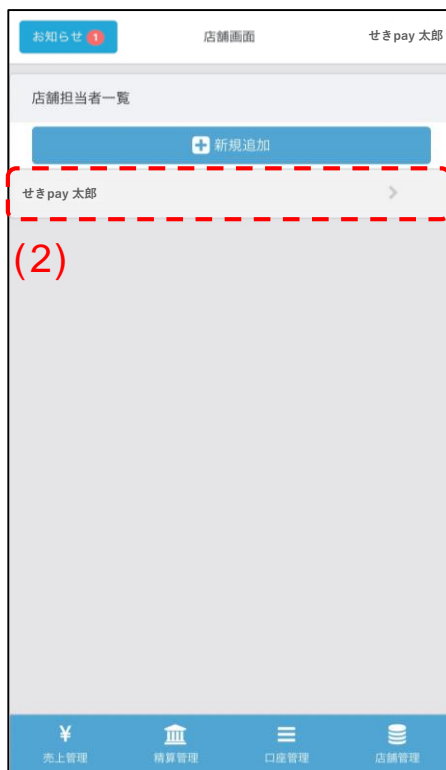 お知らせ 1 店舗画面 せきpay 太郎
店舗担当者一覧
新規追加
せきpay 太郎
(2)
¥
売上管理 精算管理 口座管理 店舗管理